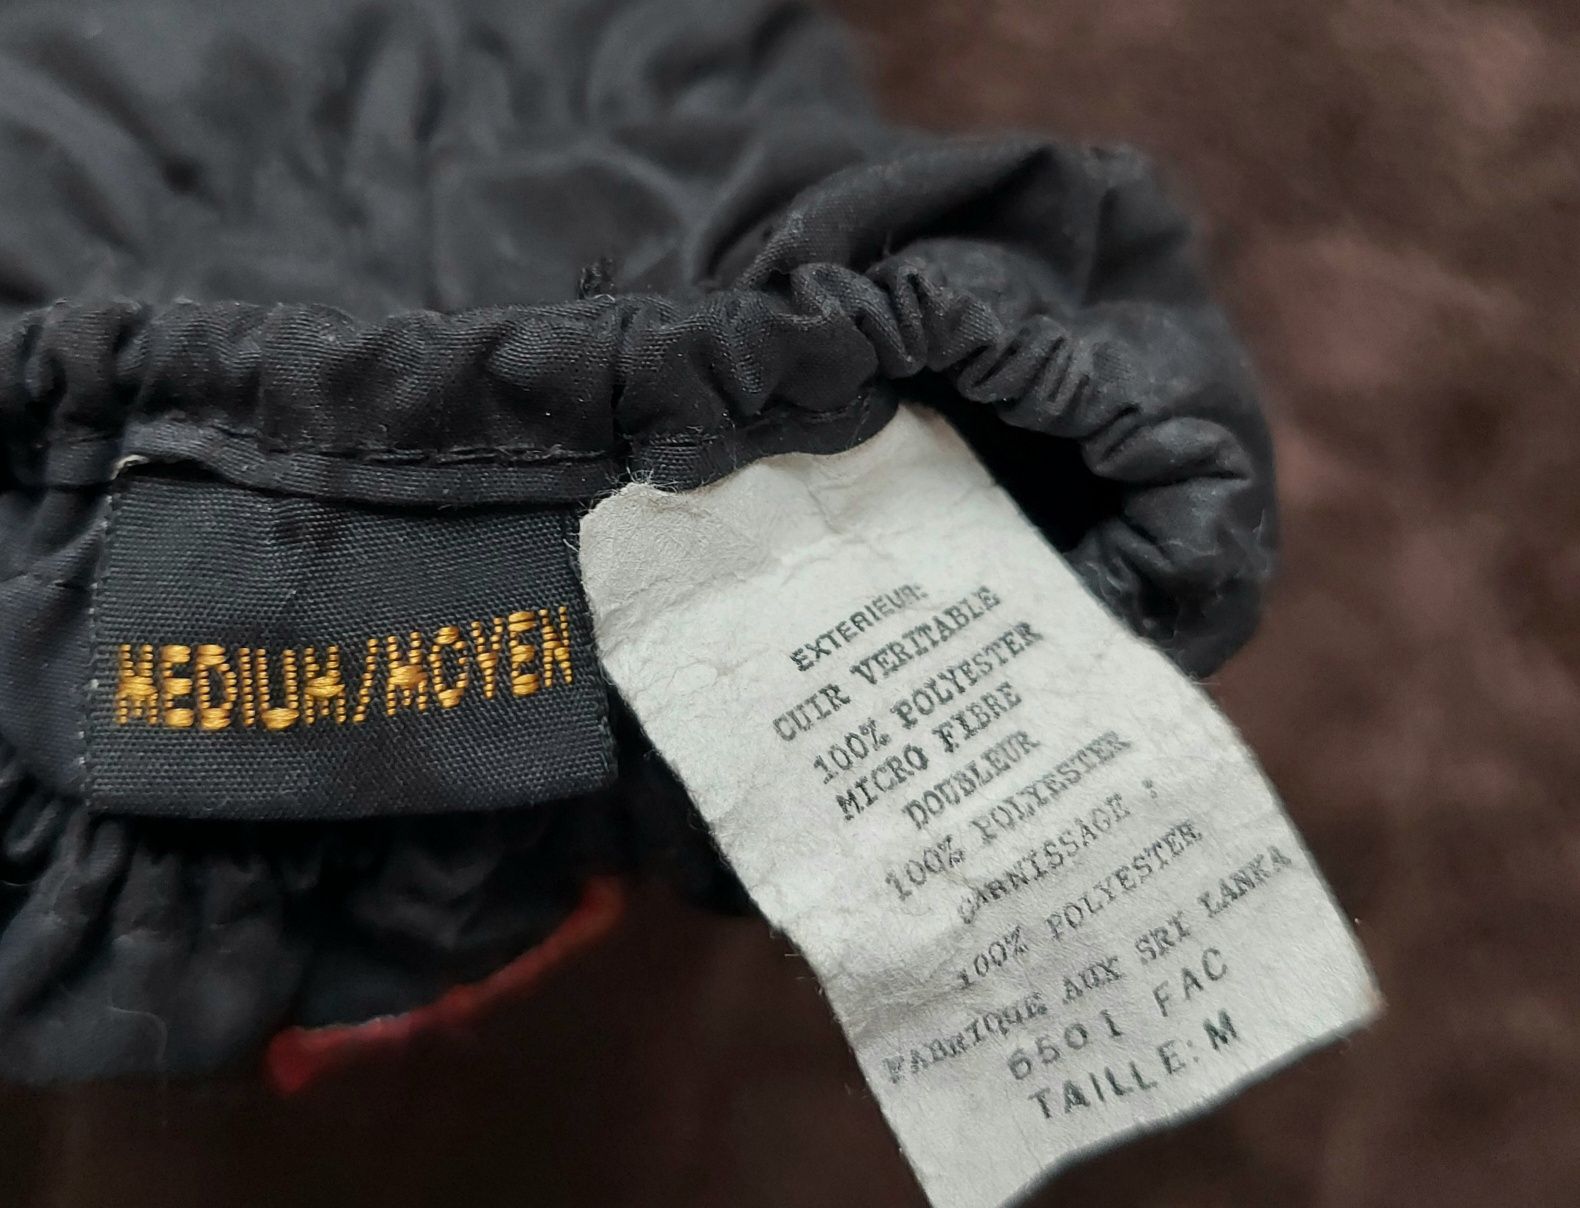 MEDIUM/MOYEN
EXTERIEUR:
CUIR VERITABLE
100% POLYESTER
MICRO FIBRE
DOUBLEUR
100% POLYESTER
GARNISSAGE :
100% POLYESTER
FABRIQUE AUX SRI LANKA
6501 FAC
TAILLE: M